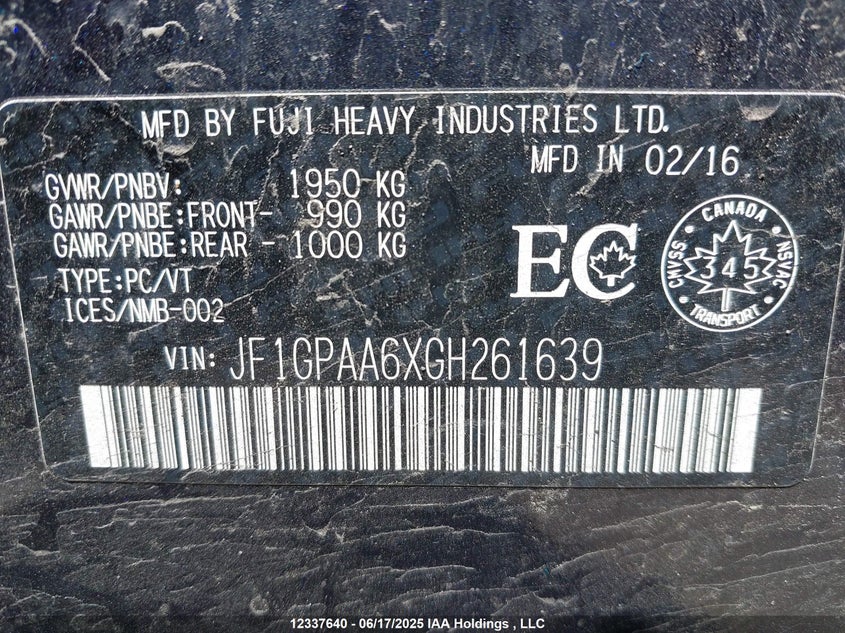 MFD BY FUJI HEAVY INDUSTRIES LTD.
MFD IN 02/16
GVWR/PNBV: 1950 KG
GAWR/PNBE:FRONT- 990 KG
GAWR/PNBE:REAR - 1000 KG
TYPE:PC/VT
ICES/NMB-002
EC
CANADA
CMVSS
NSVAC
345
TRANSPORT
VIN: JF1GPAA6XGH261639
12337640 - 06/17/2025 IAA Holdings , LLC